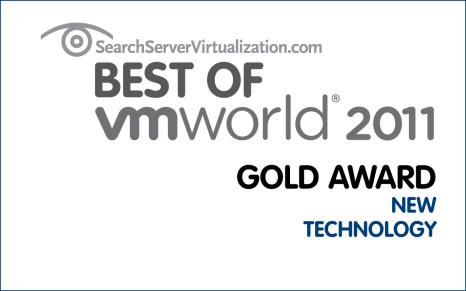 SearchServerVirtualization.com
BEST OF
vmworld® 2011
GOLD AWARD
NEW
TECHNOLOGY